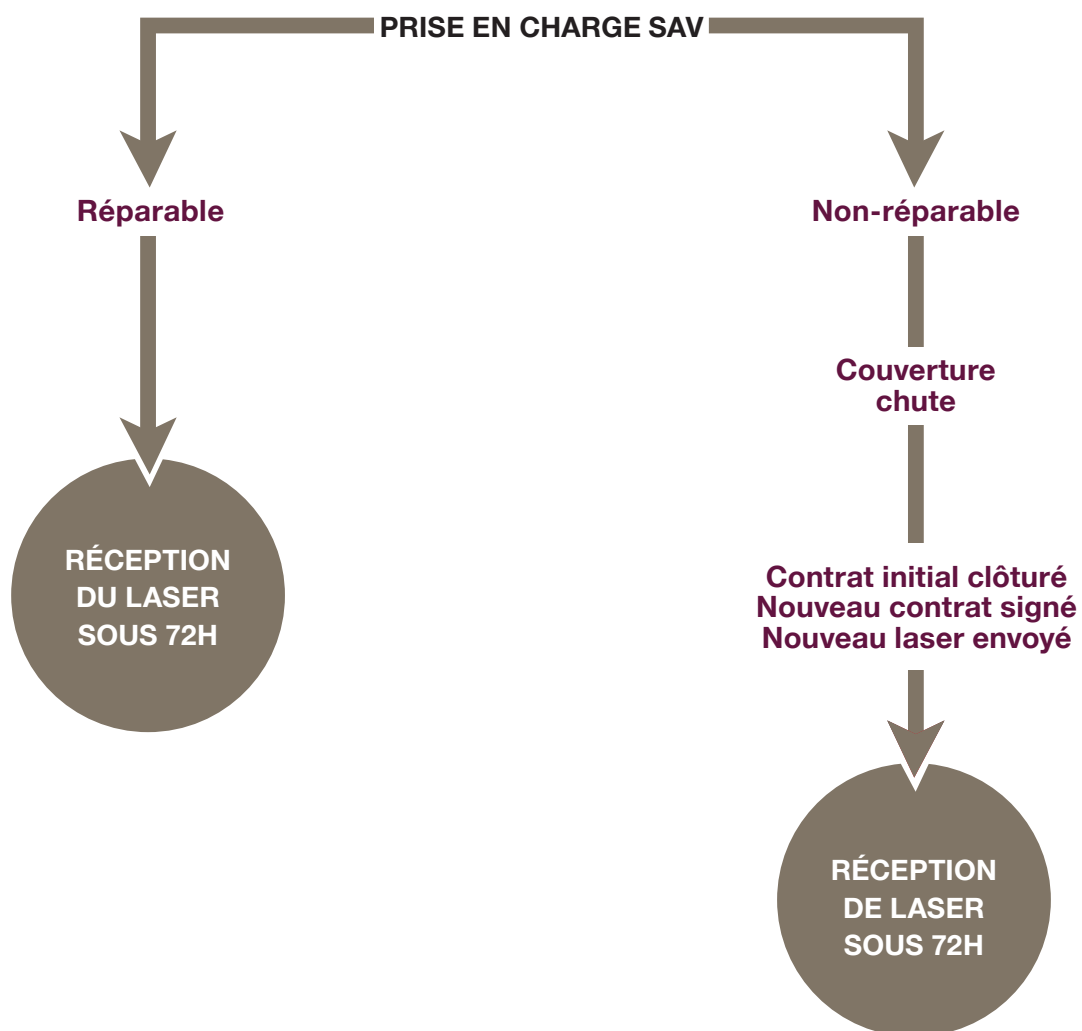 PRISE EN CHARGE SAV
Réparable
RÉCEPTION
DU LASER
SOUS 72H
Non-réparable
Couverture
chute
Contrat initial clôturé
Nouveau contrat signé
Nouveau laser envoyé
RÉCEPTION
DE LASER
SOUS 72H